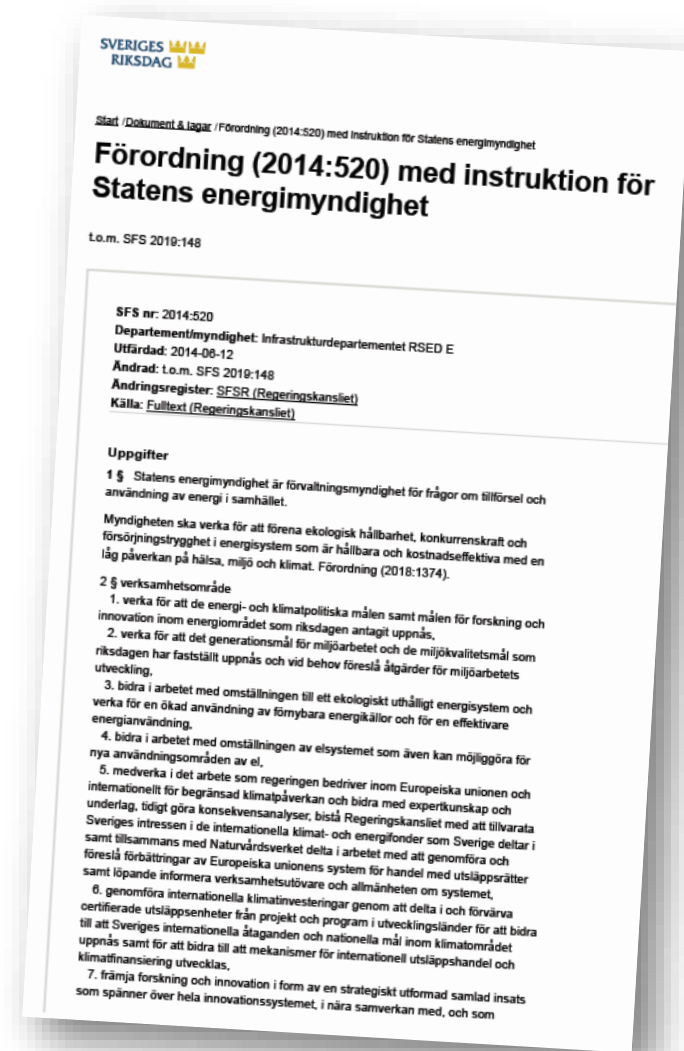 SVERIGES
RIKSDAG
Start /Dokument & lagar /Förordning (2014:520) med instruktion för Statens energimyndighet
Förordning (2014:520) med instruktion för
Statens energimyndighet
t.o.m. SFS 2019:148
SFS nr: 2014:520
Departement/myndighet: Infrastrukturdepartementet RSED E
Utfärdad: 2014-06-12
Ändrad: t.o.m. SFS 2019:148
Ändringsregister: SFSR (Regeringskansliet)
Källa: Fulltext (Regeringskansliet)
Uppgifter
1 § Statens energimyndighet är förvaltningsmyndighet för frågor om tillförsel och
användning av energi i samhället.
Myndigheten ska verka för att förena ekologisk hållbarhet, konkurrenskraft och
försörjningstrygghet i energisystem som är hållbara och kostnadseffektiva med en
låg påverkan på hälsa, miljö och klimat. Förordning (2018:1374).
2 § verksamhetsområde
1. verka för att de energi- och klimatpolitiska målen samt målen för forskning och
innovation inom energiområdet som riksdagen antagit uppnås,
2. verka för att det generationsmål för miljöarbetet och de miljökvalitetsmål som
riksdagen har fastställt uppnås och vid behov föreslå åtgärder för miljöarbetets
utveckling,
3. bidra i arbetet med omställningen till ett ekologiskt uthålligt energisystem och
verka för en ökad användning av förnybara energikällor och för en effektivare
energianvändning,
4. bidra i arbetet med omställningen av elsystemet som även kan möjliggöra för
nya användningsområden av el,
5. medverka i det arbete som regeringen bedriver inom Europeiska unionen och
internationellt för begränsad klimatpåverkan och bidra med expertkunskap och
underlag, tidigt göra konsekvensanalyser, bistå Regeringskansliet med att tillvarata
Sveriges intressen i de internationella klimat- och energifonder som Sverige deltar i
samt tillsammans med Naturvårdsverket delta i arbetet med att genomföra och
föreslå förbättringar av Europeiska unionens system för handel med utsläppsrätter
samt löpande informera verksamhetsutövare och allmänheten om systemet,
6. genomföra internationella klimatinvesteringar genom att delta i och förvärva
certifierade utsläppsenheter från projekt och program i utvecklingsländer för att bidra
till att Sveriges internationella åtaganden och nationella mål inom klimatområdet
uppnås samt för att bidra till att mekanismer för internationell utsläppshandel och
klimatfinansiering utvecklas,
7. främja forskning och innovation i form av en strategiskt utformad samlad insats
som spänner över hela innovationssystemet, i nära samverkan med, och som